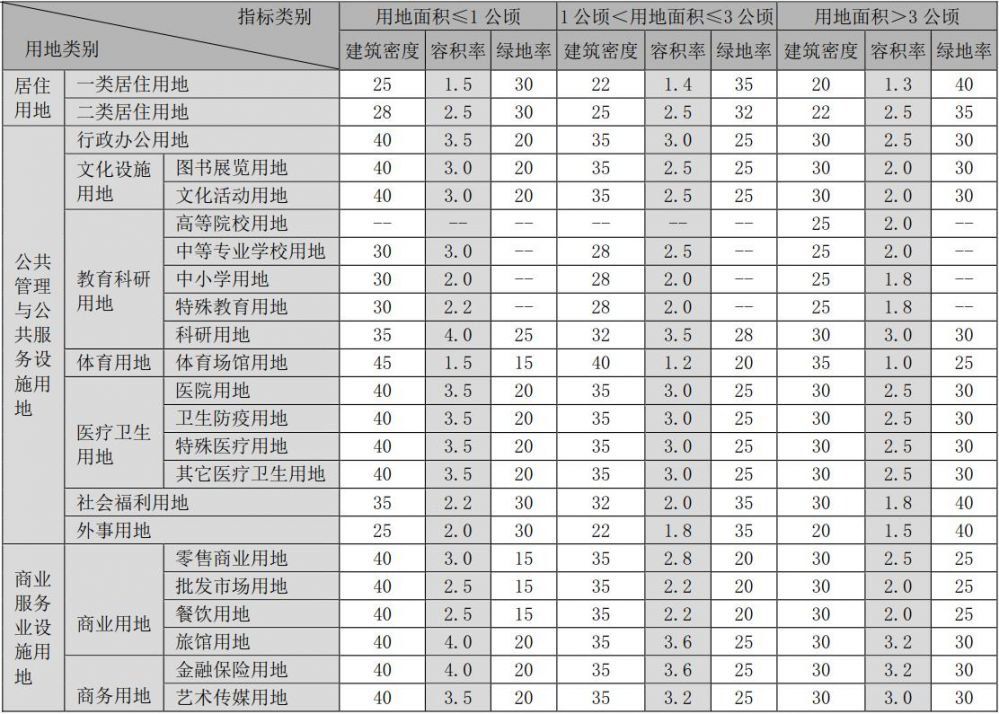 指标类别 用地面积≤1公顷 1公顷＜用地面积≤3公顷 用地面积＞3公顷
用地类别 建筑密度 容积率 绿地率 建筑密度 容积率 绿地率 建筑密度 容积率 绿地率
居住用地 一类居住用地 25 1.5 30 22 1.4 35 20 1.3 40
二类居住用地 28 2.5 30 25 2.5 32 22 2.5 35
公共管理与公共服务设施用地 行政办公用地 40 3.5 20 35 3.0 25 30 2.5 30
文化设施用地 图书展览用地 40 3.0 20 35 2.5 25 30 2.0 30
文化活动用地 40 3.0 20 35 2.5 25 30 2.0 30
教育科研用地 高等院校用地 -- -- -- -- -- -- 25 2.0 --
中等专业学校用地 30 3.0 -- 28 2.5 -- 25 2.0 --
中小学用地 30 2.0 -- 28 2.0 -- 25 1.8 --
特殊教育用地 30 2.2 -- 28 2.0 -- 25 1.8 --
科研用地 35 4.0 25 32 3.5 28 30 3.0 30
体育用地 体育场馆用地 45 1.5 15 40 1.2 20 35 1.0 25
医疗卫生用地 医院用地 40 3.5 20 35 3.0 25 30 2.5 30
卫生防疫用地 40 3.5 20 35 3.0 25 30 2.5 30
特殊医疗用地 40 3.5 20 35 3.0 25 30 2.5 30
其它医疗卫生用地 40 3.5 20 35 3.0 25 30 2.5 30
社会福利用地 35 2.2 30 32 2.0 35 30 1.8 40
外事用地 25 2.0 30 22 1.8 35 20 1.5 40
商业服务业设施用地 商业用地 零售商业用地 40 3.0 15 35 2.8 20 30 2.5 25
批发市场用地 40 2.5 15 35 2.2 20 30 2.0 25
餐饮用地 40 2.5 15 35 2.2 20 30 2.0 25
旅馆用地 40 4.0 20 35 3.6 25 30 3.2 30
商务用地 金融保险用地 40 4.0 20 35 3.6 25 30 3.2 30
艺术传媒用地 40 3.5 20 35 3.2 25 30 3.0 30